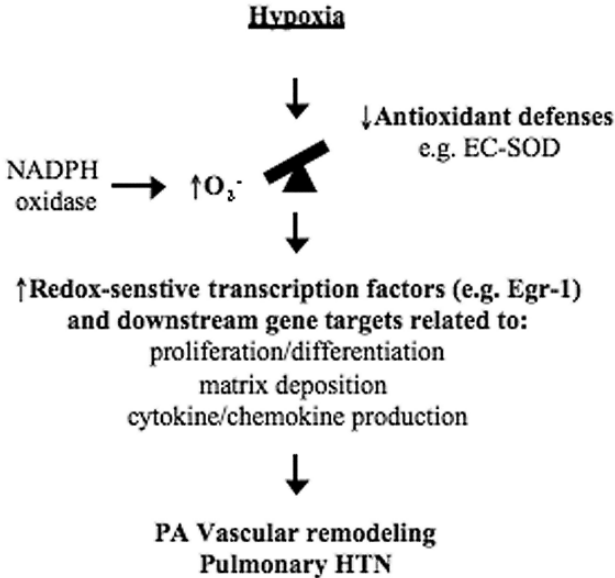 Hypoxia
↓Antioxidant defenses
e.g. EC-SOD
NADPH
oxidase
↑O₂⁻
↑Redox-senstive transcription factors (e.g. Egr-1)
and downstream gene targets related to:
proliferation/differentiation
matrix deposition
cytokine/chemokine production
PA Vascular remodeling
Pulmonary HTN